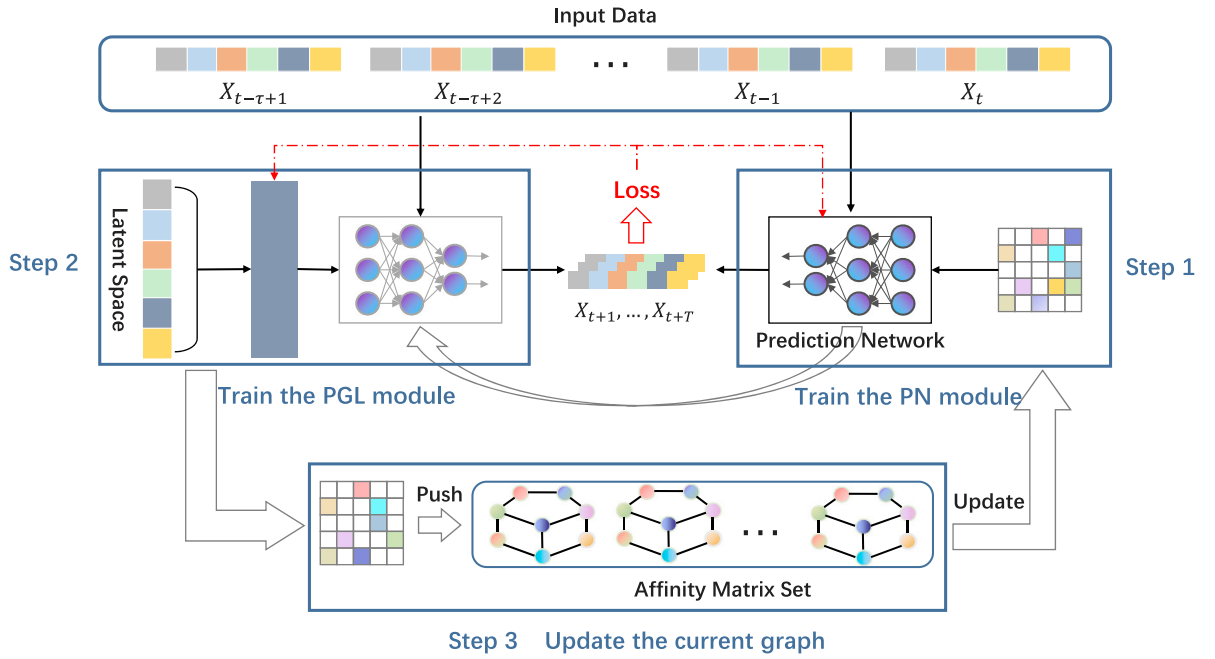 Input Data
X_{t-τ+1} X_{t-τ+2} ... X_{t-1} X_t
Loss
Step 2
Latent Space
Step 1
X_{t+1}, ..., X_{t+T}
Prediction Network
Train the PGL module
Train the PN module
Push
Update
...
Affinity Matrix Set
Step 3 Update the current graph